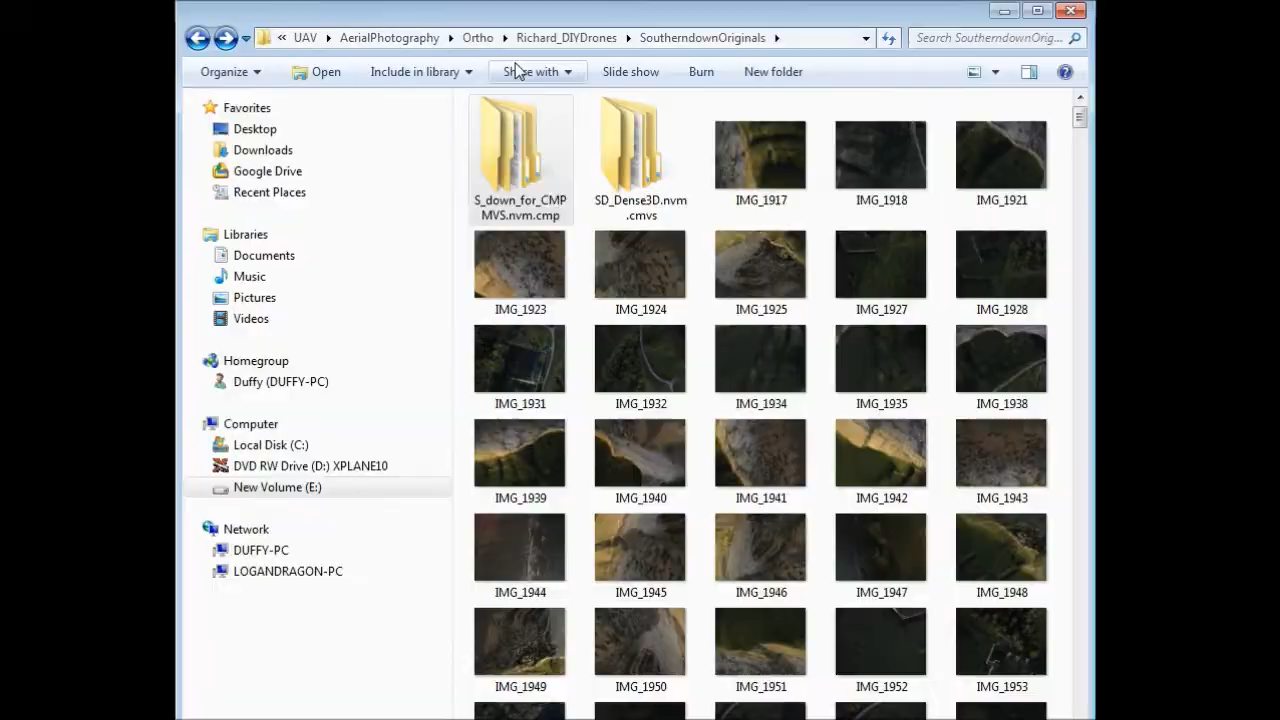 « UAV ▸ AerialPhotography ▸ Ortho ▸ Richard_DIYDrones ▸ SoutherndownOriginals ▸
Search SoutherndownOrig...
Organize Open Include in library Share with Slide show Burn New folder
Favorites
Desktop
Downloads
Google Drive
Recent Places
Libraries
Documents
Music
Pictures
Videos
Homegroup
Duffy (DUFFY-PC)
Computer
Local Disk (C:)
DVD RW Drive (D:) XPLANE10
New Volume (E:)
Network
DUFFY-PC
LOGANDRAGON-PC
S_down_for_CMP
MVS.nvm.cmp
SD_Dense3D.nvm
.cmvs
IMG_1917
IMG_1918
IMG_1921
IMG_1923
IMG_1924
IMG_1925
IMG_1927
IMG_1928
IMG_1931
IMG_1932
IMG_1934
IMG_1935
IMG_1938
IMG_1939
IMG_1940
IMG_1941
IMG_1942
IMG_1943
IMG_1944
IMG_1945
IMG_1946
IMG_1947
IMG_1948
IMG_1949
IMG_1950
IMG_1951
IMG_1952
IMG_1953